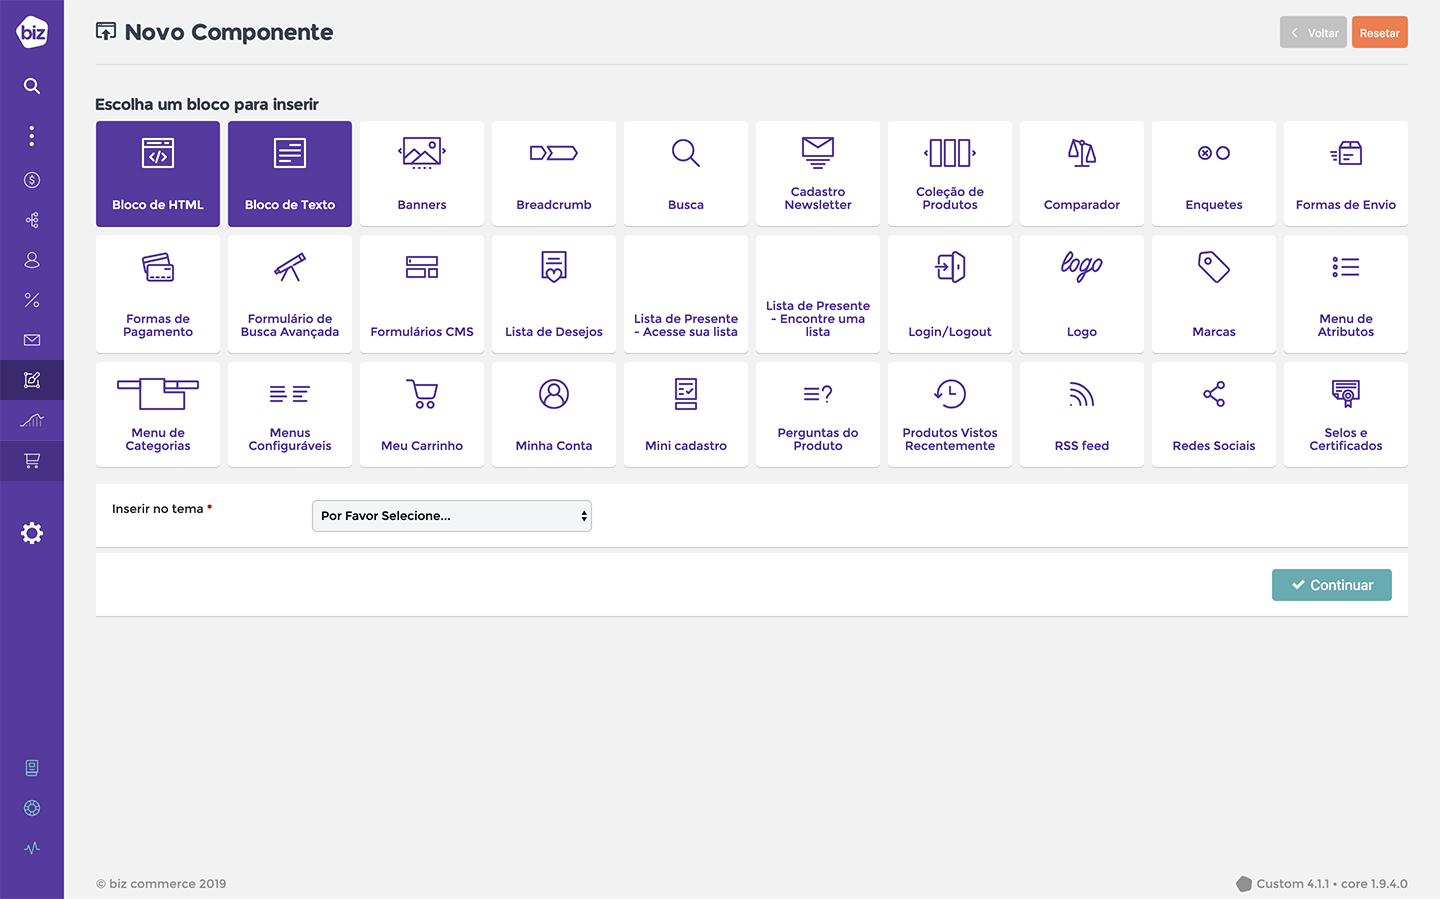 biz
Novo Componente
Voltar
Resetar
Escolha um bloco para inserir
Bloco de HTML
Bloco de Texto
Banners
Breadcrumb
Busca
Cadastro
Newsletter
Coleção de
Produtos
Comparador
Enquetes
Formas de Envio
Formas de
Pagamento
Formulário de
Busca Avançada
Formulários CMS
Lista de Desejos
Lista de Presente
- Acesse sua lista
Lista de Presente
- Encontre uma
lista
Login/Logout
logo
Logo
Marcas
Menu de
Atributos
Menu de
Categorias
Menus
Configuráveis
Meu Carrinho
Minha Conta
Mini cadastro
Perguntas do
Produto
Produtos Vistos
Recentemente
RSS feed
Redes Sociais
Selos e
Certificados
Inserir no tema *
Por Favor Selecione...
Continuar
© biz commerce 2019
Custom 4.1.1 • core 1.9.4.0